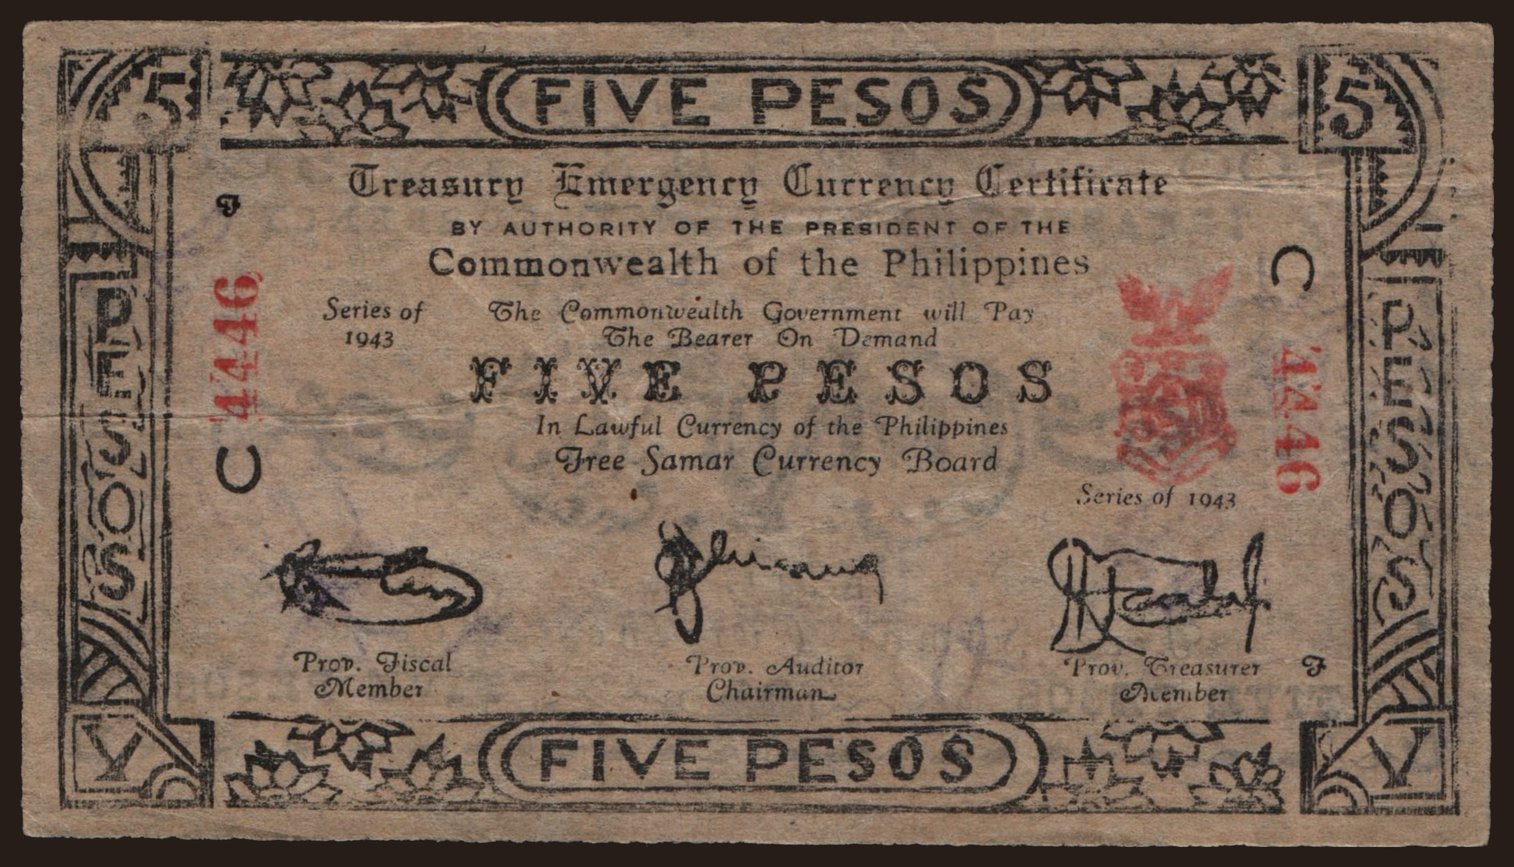 5 FIVE PESOS 5
Treasury Emergency Currency Certificate
BY AUTHORITY OF THE PRESIDENT OF THE
Commonwealth of the Philippines
Series of
1943
The Commonwealth Government will Pay
The Bearer On Demand
FIVE PESOS
In Lawful Currency of the Philippines
Free Samar Currency Board
Series of 1943
C 4446
C 4446
PESOS
PESOS
F
Prov. Fiscal
Member
Prov. Auditor
Chairman
Prov. Treasurer
Member
F
V FIVE PESOS V